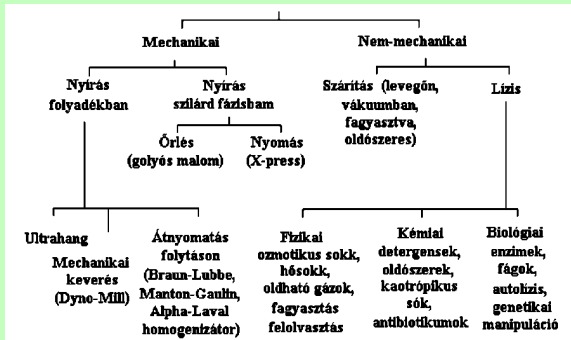 Mechanikai
Nem-mechanikai
Nyírás
folyadékban
Nyírás
szilárd fázisbam
Szárítás (levegőn,
vákuumban,
fagyasztva,
oldószeres)
Lízis
Őrlés
(golyós malom)
Nyomás
(X-press)
Ultrahang
Mechanikai
keverés
(Dyno-Mill)
Átnyomatás
folytáson
(Braun-Lubbe,
Manton-Gaulin,
Alpha-Laval
homogenizátor)
Fizikai
ozmotikus sokk,
hősokk,
oldható gázok,
fagyasztás
felolvasztás
Kémiai
detergensek,
oldószerek,
kaotrópikus
sók,
antibiotikumok
Biológiai
enzimek,
fágok,
autolízis,
genetikai
manipuláció